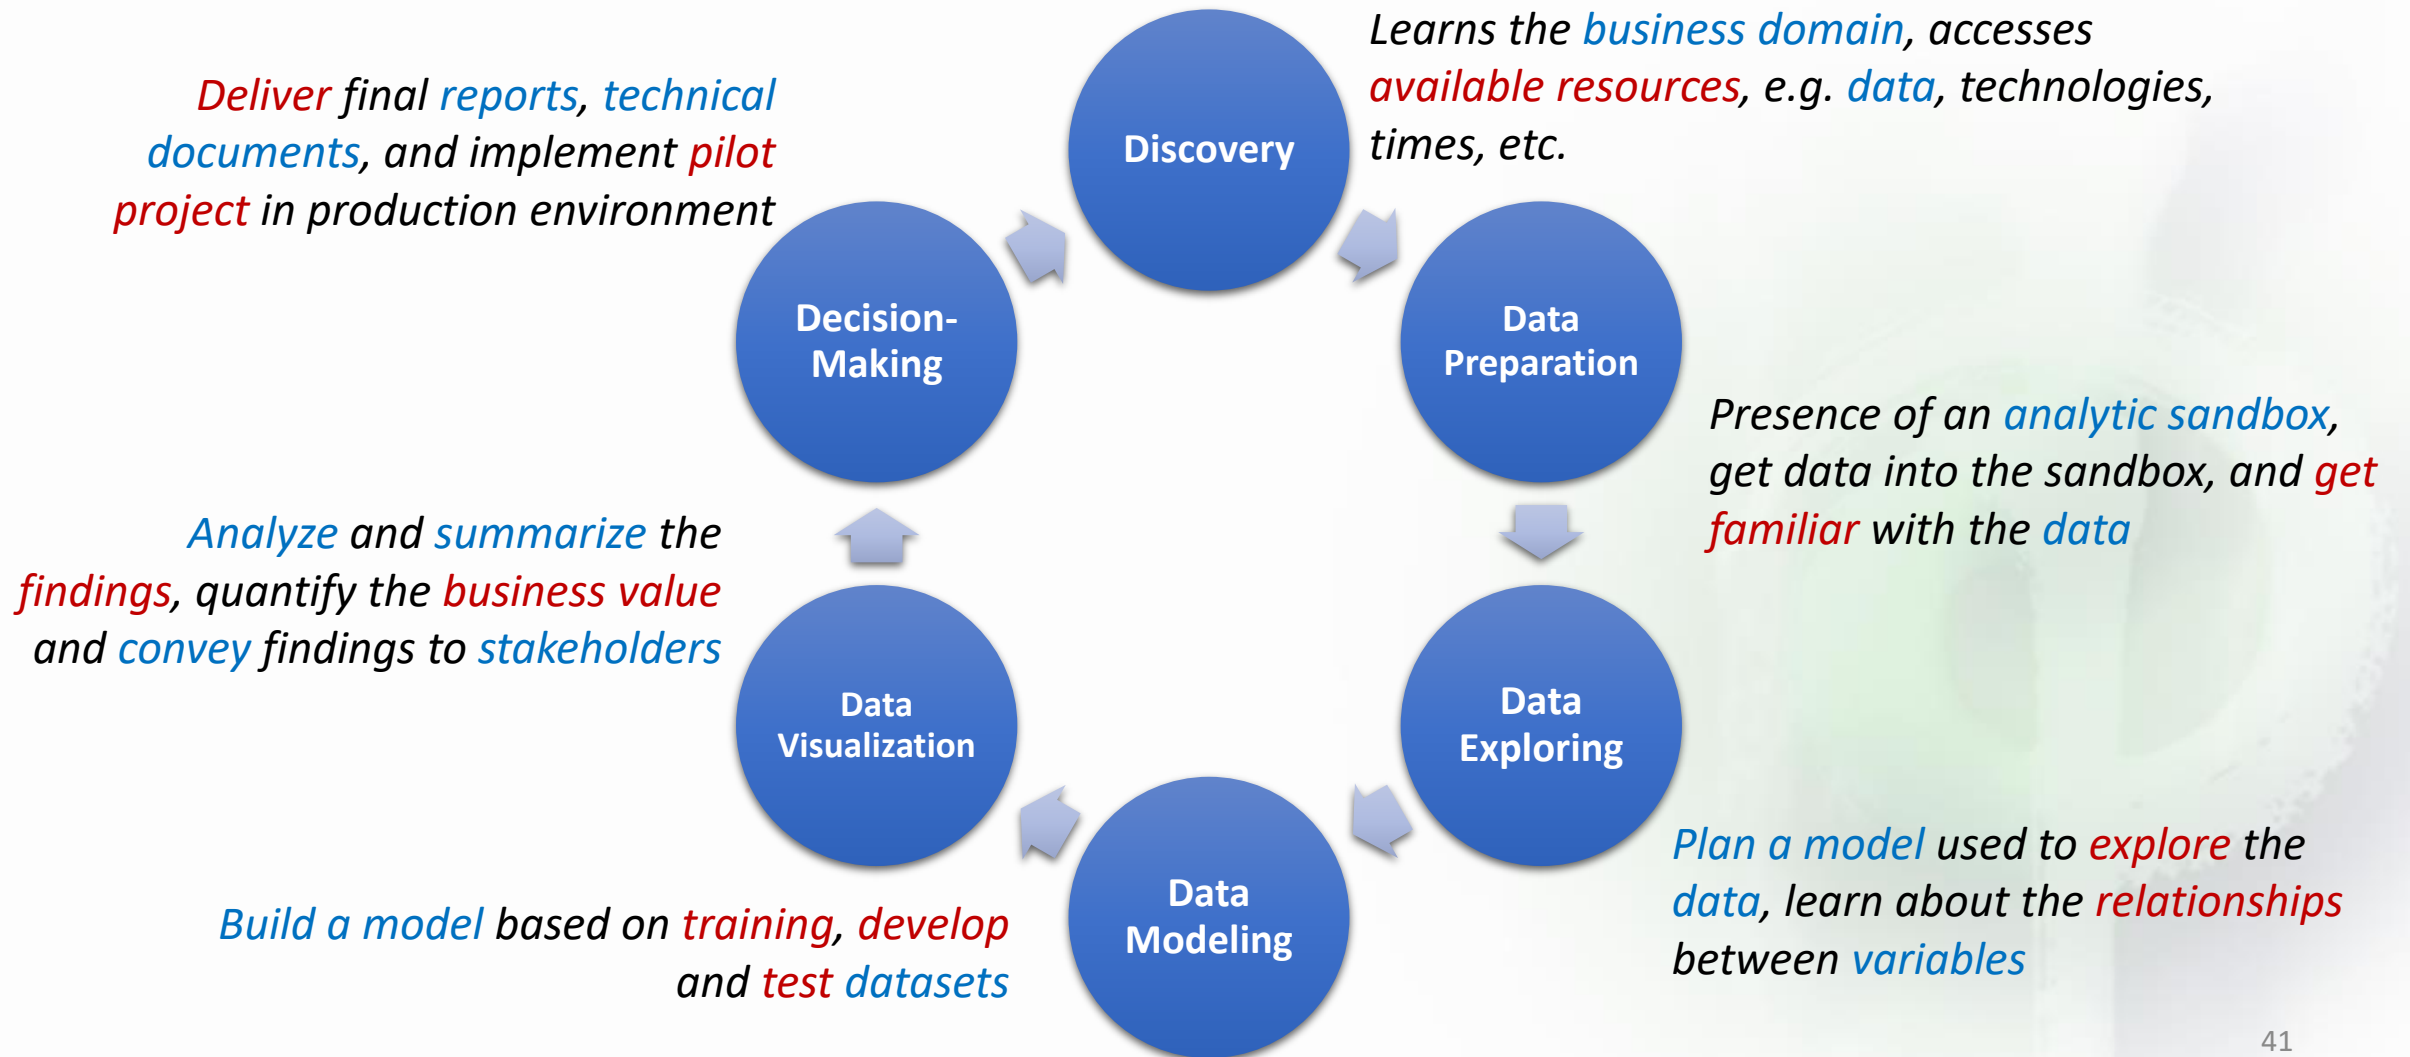 Discovery
Learns the business domain, accesses
available resources, e.g. data, technologies,
times, etc.
Data
Preparation
Presence of an analytic sandbox,
get data into the sandbox, and get
familiar with the data
Data
Exploring
Plan a model used to explore the
data, learn about the relationships
between variables
Data
Modeling
Build a model based on training, develop
and test datasets
Data
Visualization
Analyze and summarize the
findings, quantify the business value
and convey findings to stakeholders
Decision-
Making
Deliver final reports, technical
documents, and implement pilot
project in production environment
41